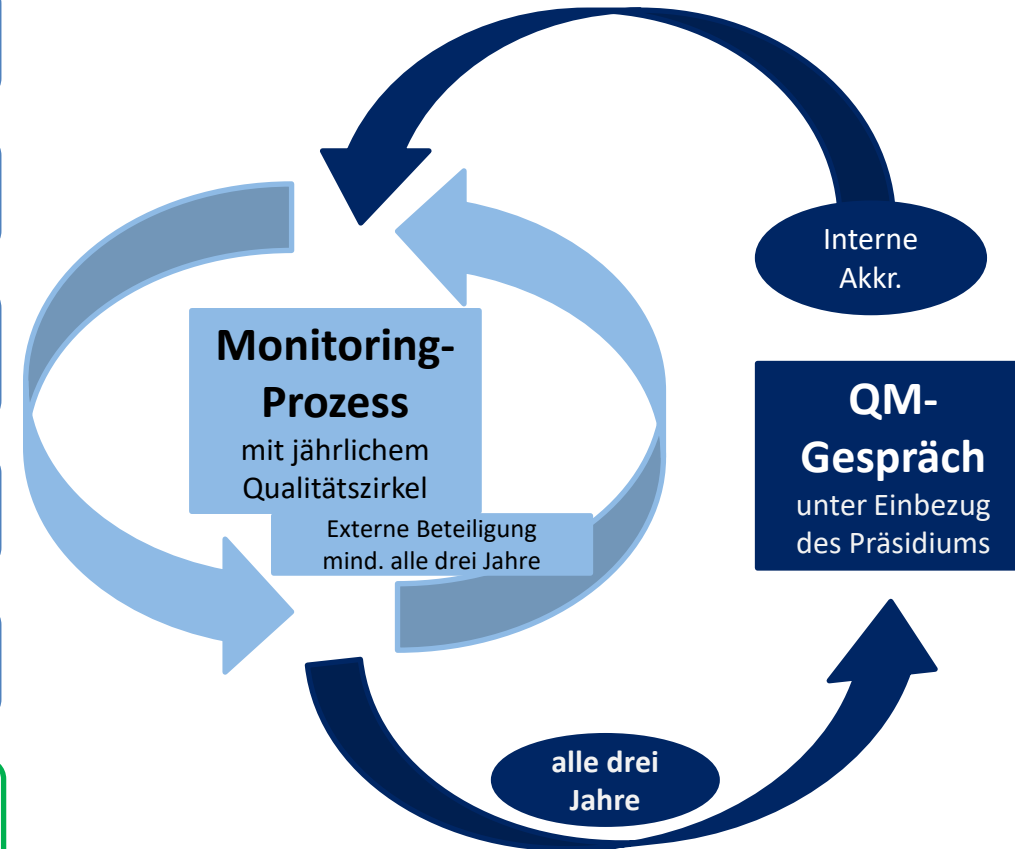 Monitoring-
Prozess
mit jährlichem
Qualitätszirkel
Externe Beteiligung
mind. alle drei Jahre
Interne
Akkr.
QM-
Gespräch
unter Einbezug
des Präsidiums
alle drei
Jahre